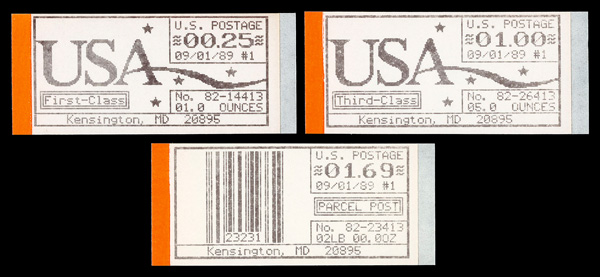 USA
U.S. POSTAGE
00.25
09/01/89 #1
First-Class
No. 82-14413
01.0 OUNCES
Kensington, MD 20895
USA
U.S. POSTAGE
01.00
09/01/89 #1
Third-Class
No. 82-26413
05.0 OUNCES
Kensington, MD 20895
U.S. POSTAGE
01.69
09/01/89 #1
PARCEL POST
23231
No. 82-23413
02LB 00.0OZ
Kensington, MD 20895